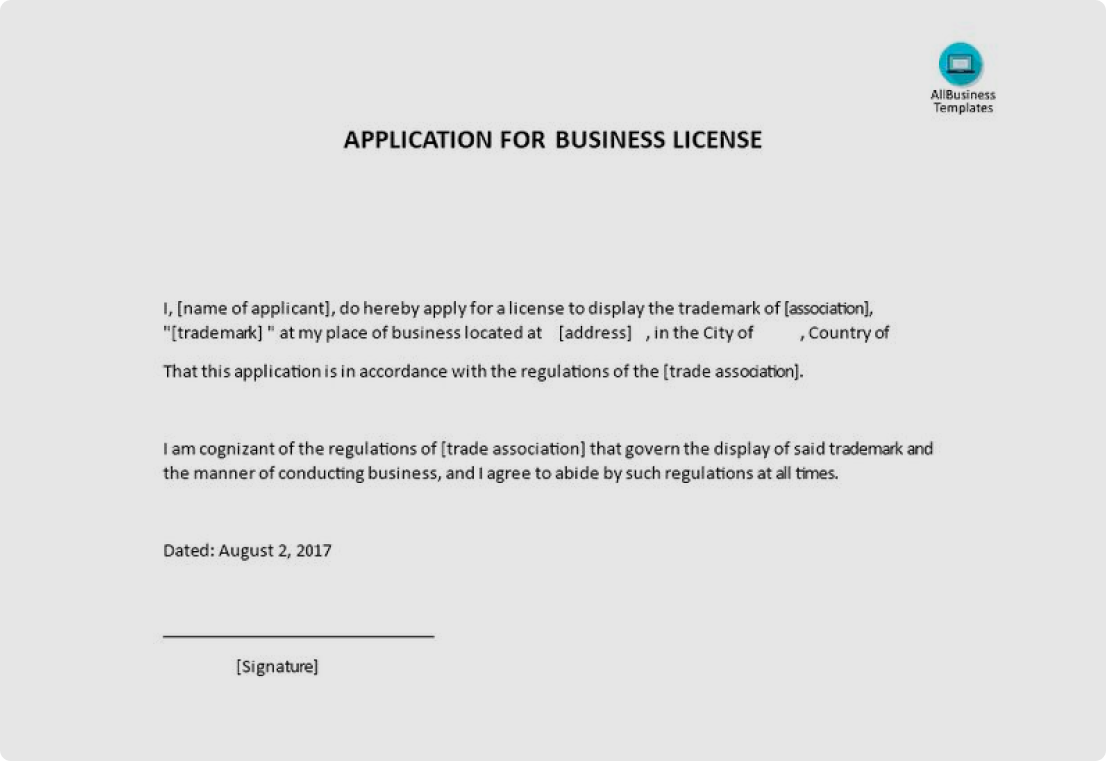 AllBusiness
Templates
APPLICATION FOR BUSINESS LICENSE
I, [name of applicant], do hereby apply for a license to display the trademark of [association],
"[trademark] " at my place of business located at [address] , in the City of , Country of
That this application is in accordance with the regulations of the [trade association].
I am cognizant of the regulations of [trade association] that govern the display of said trademark and
the manner of conducting business, and I agree to abide by such regulations at all times.
Dated: August 2, 2017
[Signature]